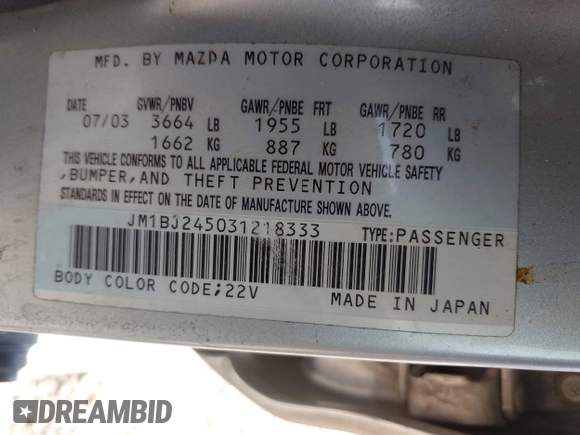 MFD. BY MAZDA MOTOR CORPORATION
DATE GVWR/PNBV GAWR/PNBE FRT GAWR/PNBE RR
07/03 3664 LB 1955 LB 1720 LB
1662 KG 887 KG 780 KG
THIS VEHICLE CONFORMS TO ALL APPLICABLE FEDERAL MOTOR VEHICLE SAFETY
,BUMPER,AND THEFT PREVENTION
STANDARDS IN EFFECT ON THE DATE OF MANUFACTURE SHOWN ABOVE.
JM1BJ245031218333 TYPE:PASSENGER
BODY COLOR CODE;22V MADE IN JAPAN
DREAMBID